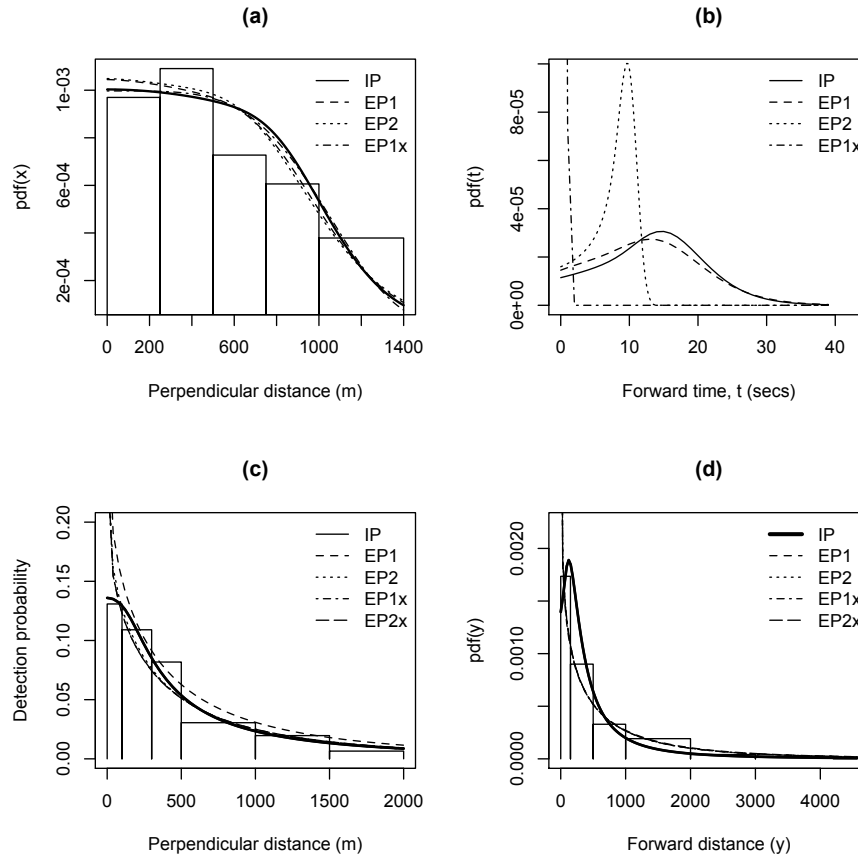 (a)
pdf(x)
1e-03
6e-04
2e-04
IP
EP1
EP2
EP1x
0 200 600 1000 1400
Perpendicular distance (m)
(b)
pdf(t)
8e-05
4e-05
0e+00
IP
EP1
EP2
EP1x
0 10 20 30 40
Forward time, t (secs)
(c)
Detection probability
0.20
0.15
0.10
0.05
0.00
IP
EP1
EP2
EP1x
EP2x
0 500 1000 1500 2000
Perpendicular distance (m)
(d)
pdf(y)
0.0020
0.0010
0.0000
IP
EP1
EP2
EP1x
EP2x
0 1000 2000 3000 4000
Forward distance (y)